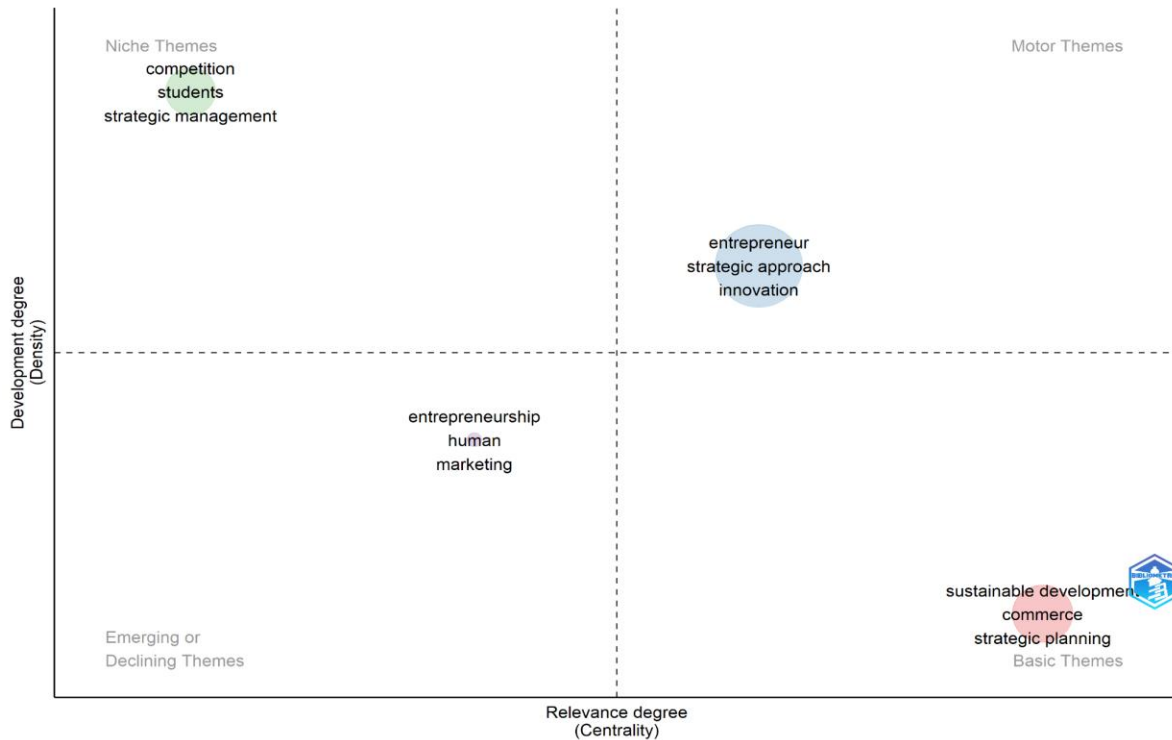 Niche Themes
Motor Themes
competition
students
strategic management
entrepreneur
strategic approach
innovation
Development degree
(Density)
entrepreneurship
human
marketing
sustainable development
commerce
strategic planning
Emerging or
Declining Themes
Basic Themes
Relevance degree
(Centrality)